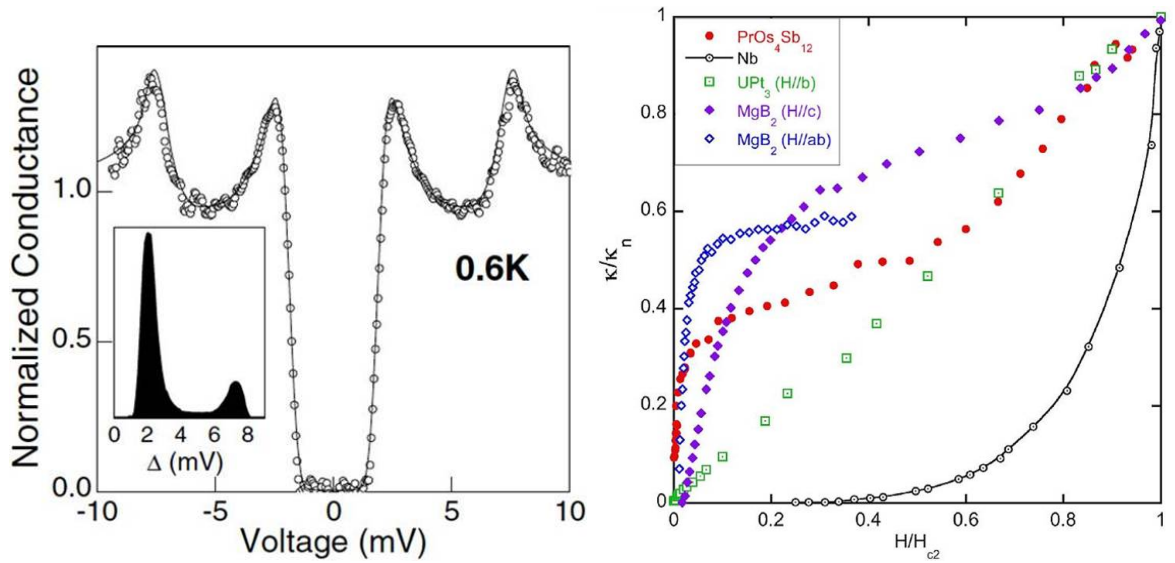 Normalized Conductance
1.0
0.5
0.0
-10
-5
0
5
10
Voltage (mV)
0.6K
0
2
4
6
8
Δ (mV)
κ/κn
1
0.8
0.6
0.4
0.2
0
0
0.2
0.4
0.6
0.8
1
H/Hc2
PrOs4Sb12
Nb
UPt3 (H//b)
MgB2 (H//c)
MgB2 (H//ab)